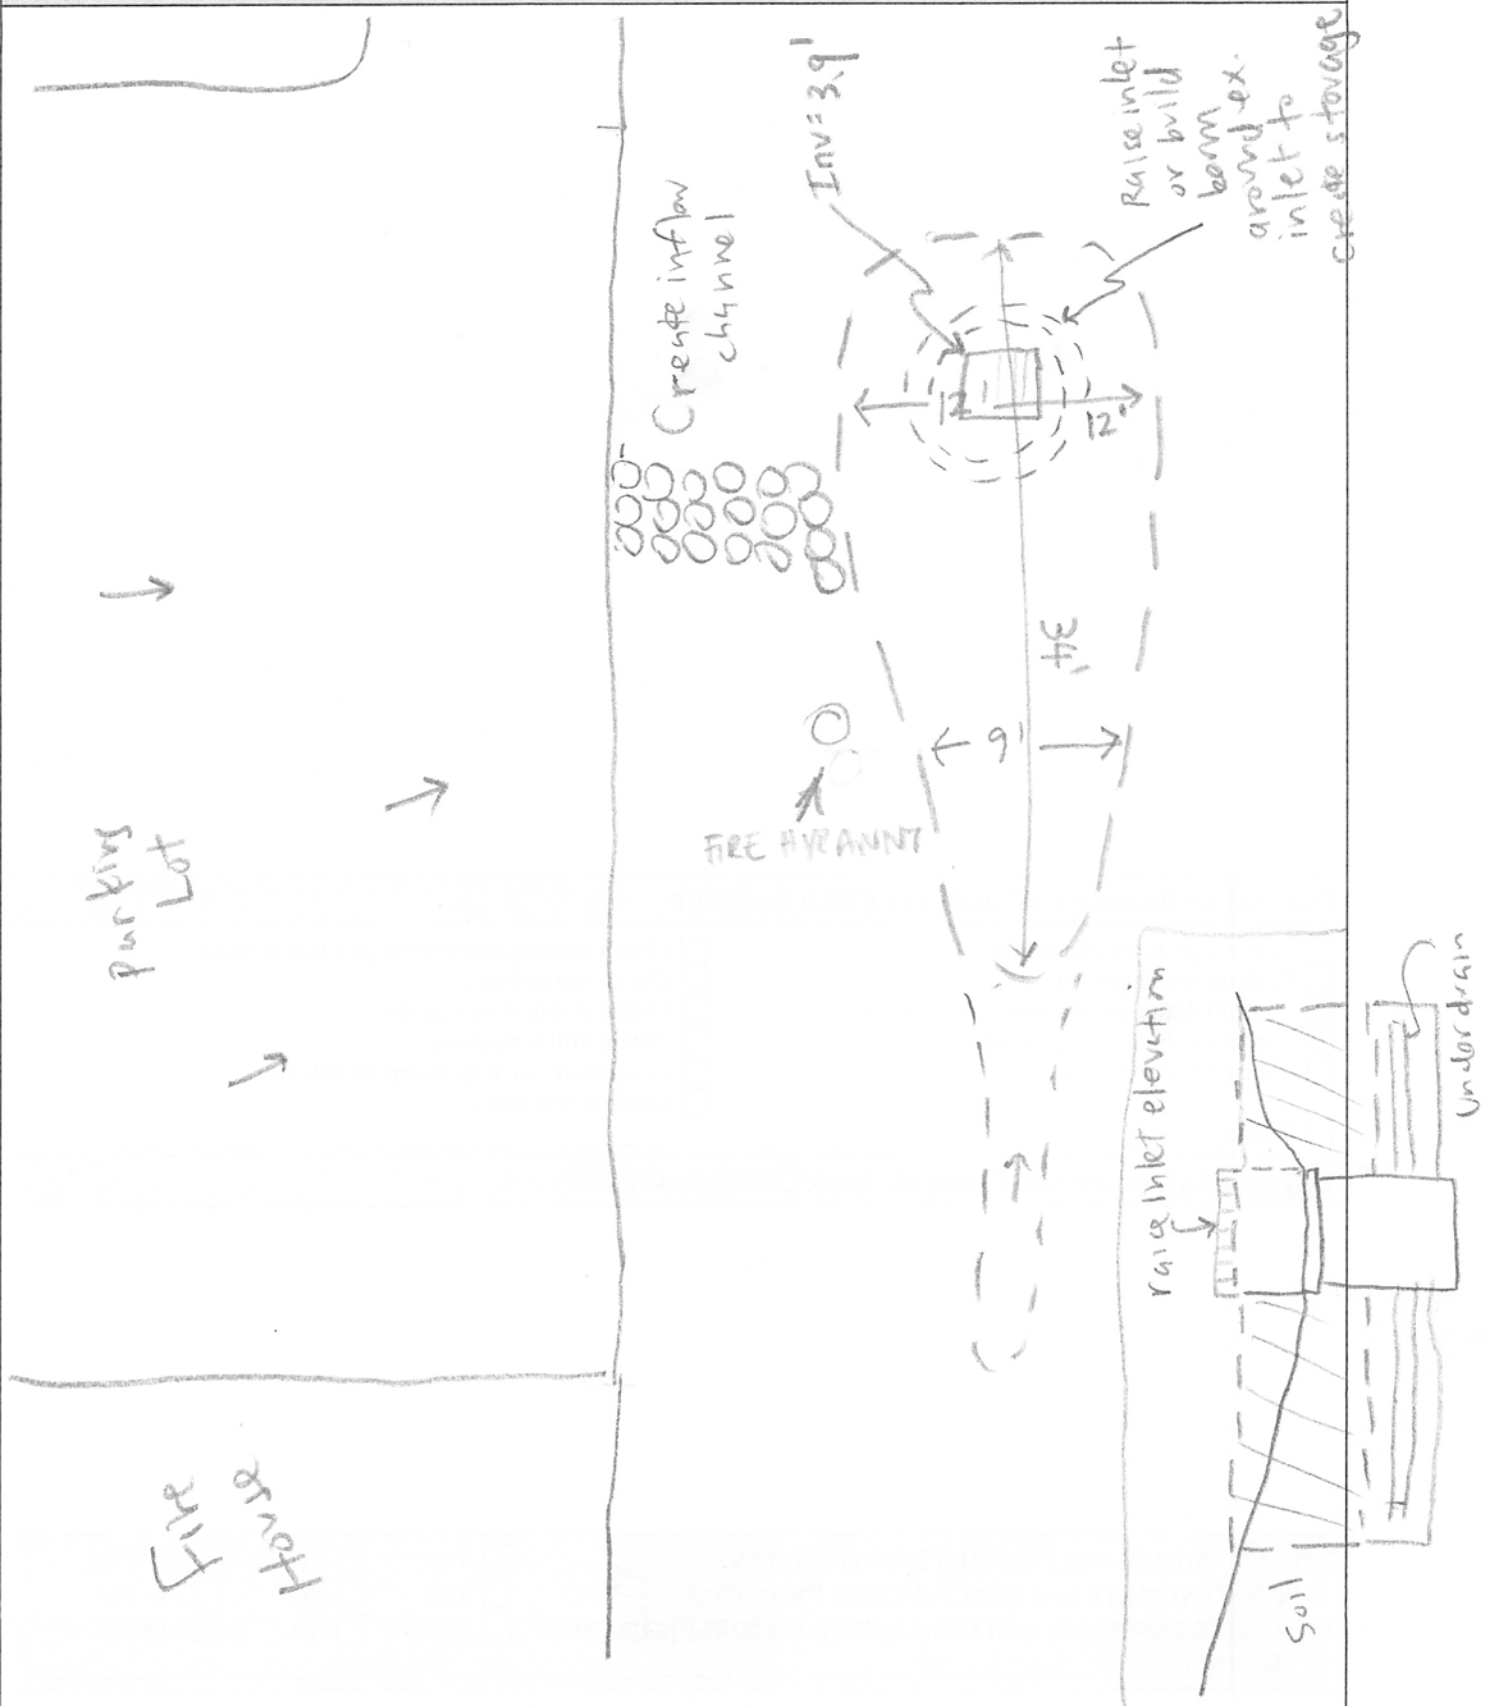 Inv = 3.9'
Raise inlet
or build
berm
around ex.
inlet to
create storage
Create inflow
channel
12'
12'
34'
9'
FIRE HYRANNT
Parking
Lot
raise inlet elevation
Underdrain
Fire
House
Soil